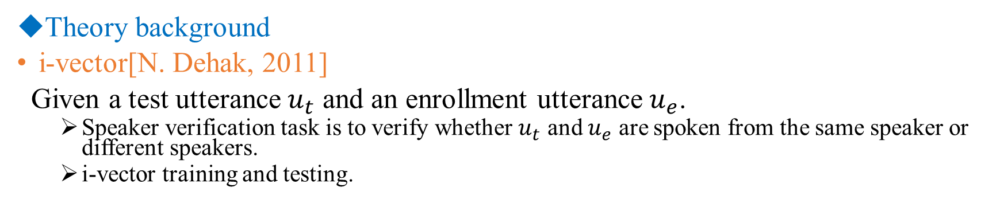 ◆Theory background
• i-vector[N. Dehak, 2011]
Given a test utterance $u_t$ and an enrollment utterance $u_e$.
➢ Speaker verification task is to verify whether $u_t$ and $u_e$ are spoken from the same speaker or
different speakers.
➢ i-vector training and testing.